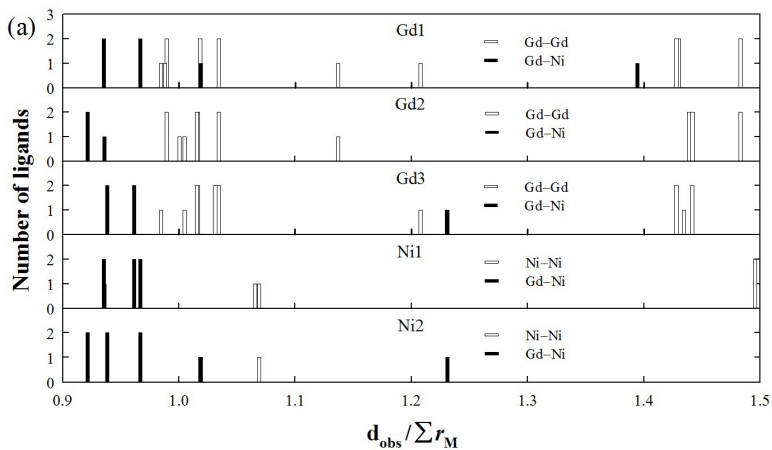 (a)
Number of ligands
3
2
1
0
Gd1
Gd–Gd
Gd–Ni
2
1
0
Gd2
Gd–Gd
Gd–Ni
2
1
0
Gd3
Gd–Gd
Gd–Ni
2
1
0
Ni1
Ni–Ni
Gd–Ni
2
1
0
Ni2
Ni–Ni
Gd–Ni
0.9 1.0 1.1 1.2 1.3 1.4 1.5
d_obs / ∑ r_M